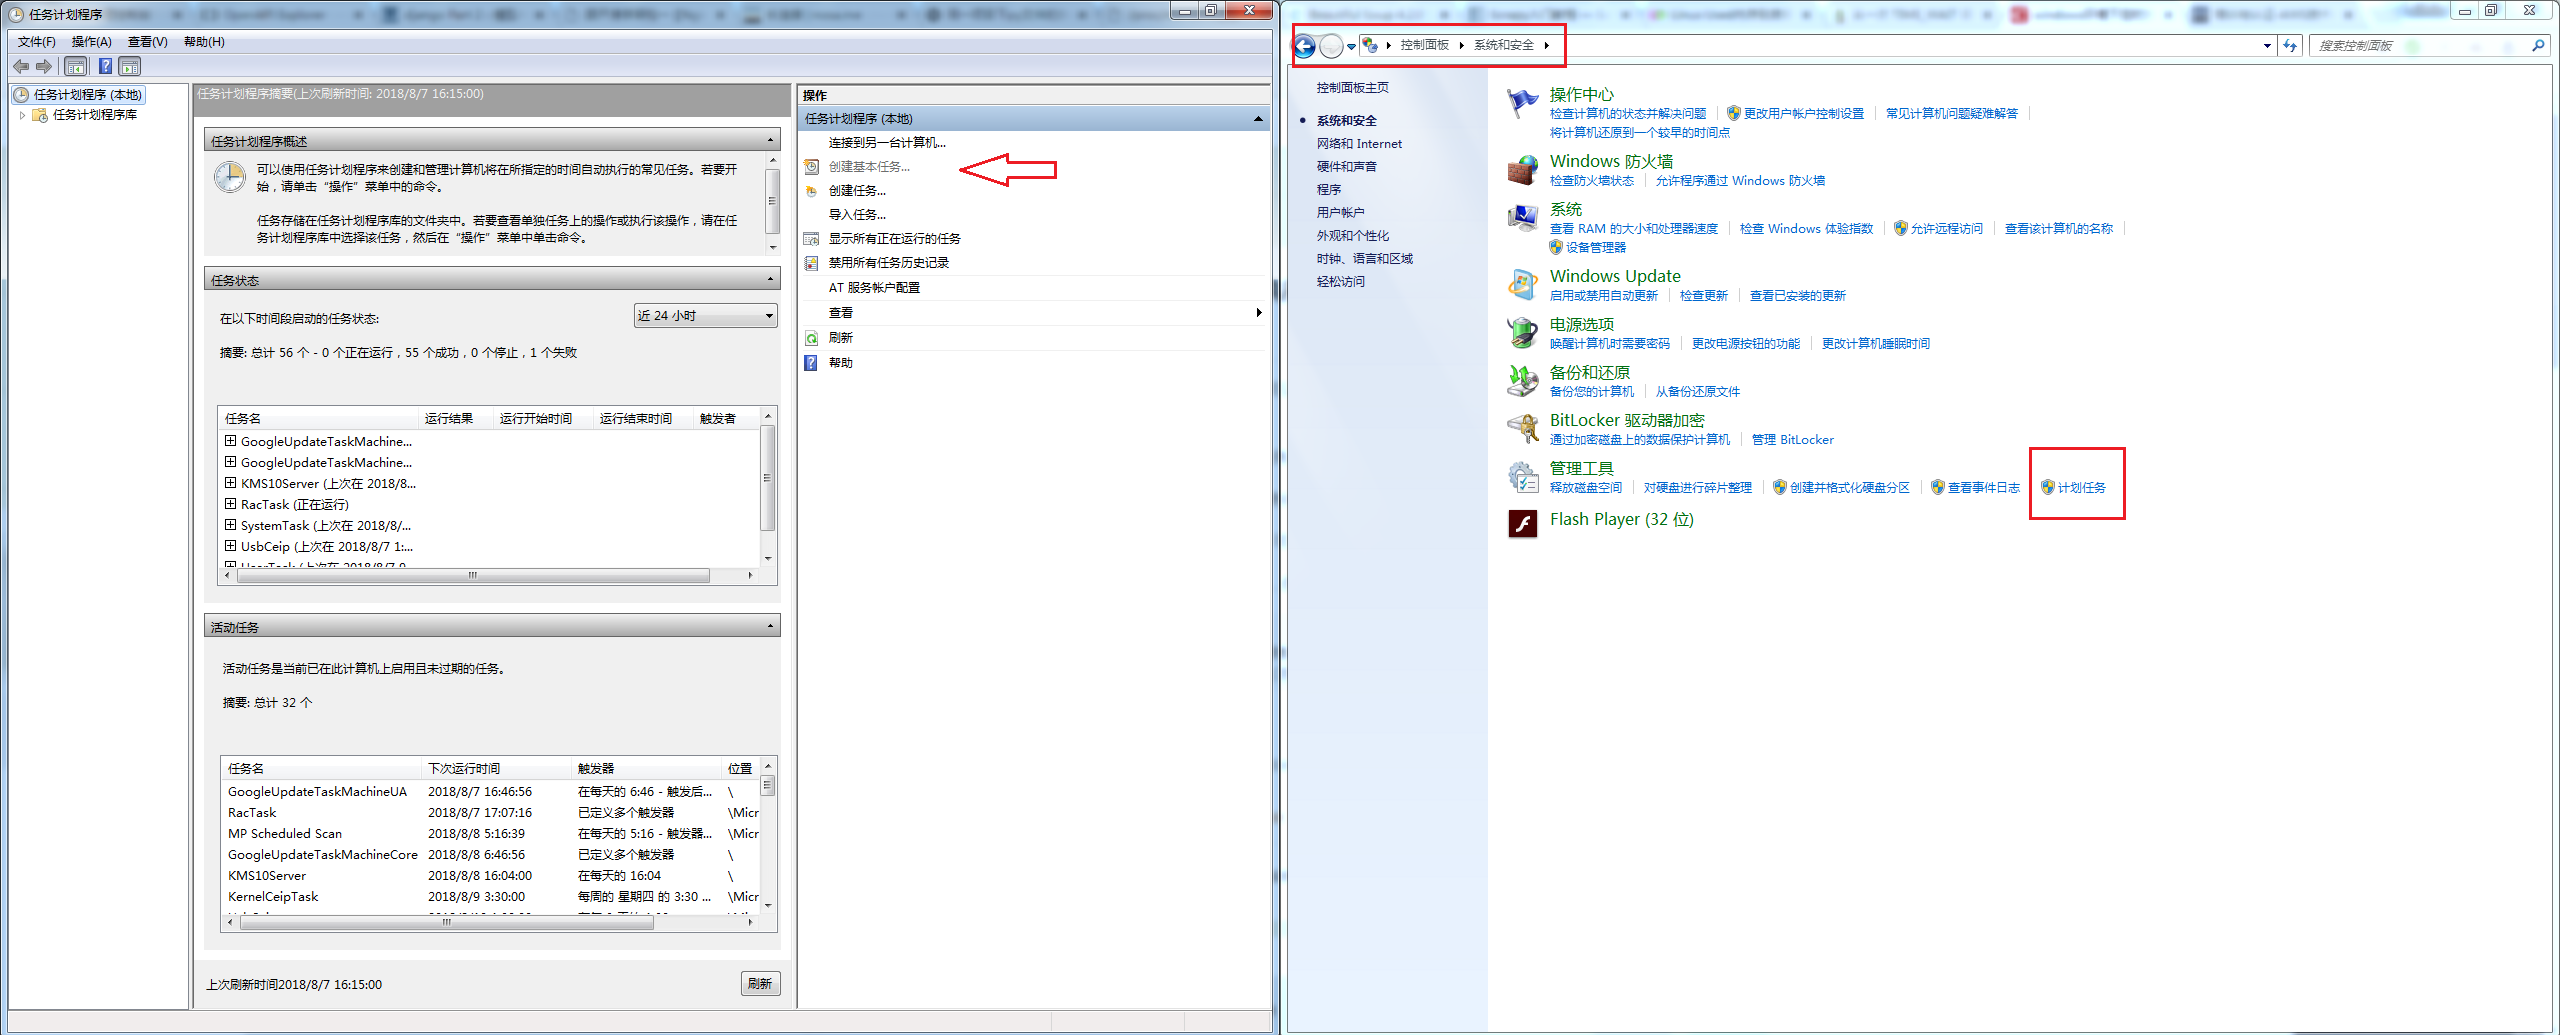 任务计划程序
文件(F) 操作(A) 查看(V) 帮助(H)
任务计划程序 (本地)
任务计划程序库
任务计划程序摘要(上次刷新时间: 2018/8/7 16:15:00)
任务计划程序概述
可以使用任务计划程序来创建和管理计算机将在所指定的时间自动执行的常见任务。若要开
始，请单击“操作”菜单中的命令。
任务存储在任务计划程序库的文件夹中。若要查看单独任务上的操作或执行该操作，请在任
务计划程序库中选择该任务，然后在“操作”菜单中单击命令。
任务状态
在以下时间段启动的任务状态:
近 24 小时
摘要: 总计 56 个 - 0 个正在运行，55 个成功，0 个停止，1 个失败
任务名 运行结果 运行开始时间 运行结束时间 触发者
GoogleUpdateTaskMachine...
GoogleUpdateTaskMachine...
KMS10Server (上次在 2018/8...
RacTask (正在运行)
SystemTask (上次在 2018/8/...
UsbCeip (上次在 2018/8/7 1:...
活动任务
活动任务是当前已在此计算机上启用且未过期的任务。
摘要: 总计 32 个
任务名 下次运行时间 触发器 位置
GoogleUpdateTaskMachineUA 2018/8/7 16:46:56 在每天的 6:46 - 触发后... \
RacTask 2018/8/7 17:07:16 已定义多个触发器 \Micr
MP Scheduled Scan 2018/8/8 5:16:39 在每天的 5:16 - 触发器... \Micr
GoogleUpdateTaskMachineCore 2018/8/8 6:46:56 已定义多个触发器 \
KMS10Server 2018/8/8 16:04:00 在每天的 16:04 \
KernelCeipTask 2018/8/9 3:30:00 每周的 星期四 的 3:30 ... \Micr
上次刷新时间2018/8/7 16:15:00
刷新
操作
任务计划程序 (本地)
连接到另一台计算机...
创建基本任务...
创建任务...
导入任务...
显示所有正在运行的任务
禁用所有任务历史记录
AT 服务帐户配置
查看
刷新
帮助
控制面板 系统和安全
搜索控制面板
控制面板主页
系统和安全
网络和 Internet
硬件和声音
程序
用户帐户
外观和个性化
时钟、语言和区域
轻松访问
操作中心
检查计算机的状态并解决问题 更改用户帐户控制设置 常见计算机问题疑难解答
将计算机还原到一个较早的时间点
Windows 防火墙
检查防火墙状态 允许程序通过 Windows 防火墙
系统
查看 RAM 的大小和处理器速度 检查 Windows 体验指数 允许远程访问 查看该计算机的名称
设备管理器
Windows Update
启用或禁用自动更新 检查更新 查看已安装的更新
电源选项
唤醒计算机时需要密码 更改电源按钮的功能 更改计算机睡眠时间
备份和还原
备份您的计算机 从备份还原文件
BitLocker 驱动器加密
通过加密磁盘上的数据保护计算机 管理 BitLocker
管理工具
释放磁盘空间 对硬盘进行碎片整理 创建并格式化硬盘分区 查看事件日志 计划任务
Flash Player (32 位)